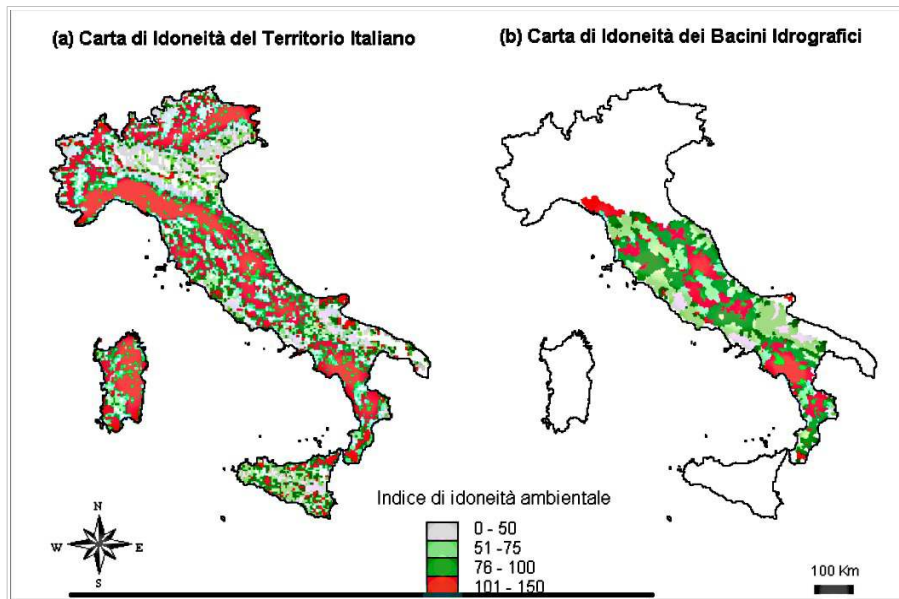 (a) Carta di Idoneità del Territorio Italiano
(b) Carta di Idoneità dei Bacini Idrografici
Indice di idoneità ambientale
0 - 50
51 -75
76 - 100
101 - 150
N
W
E
S
100 Km